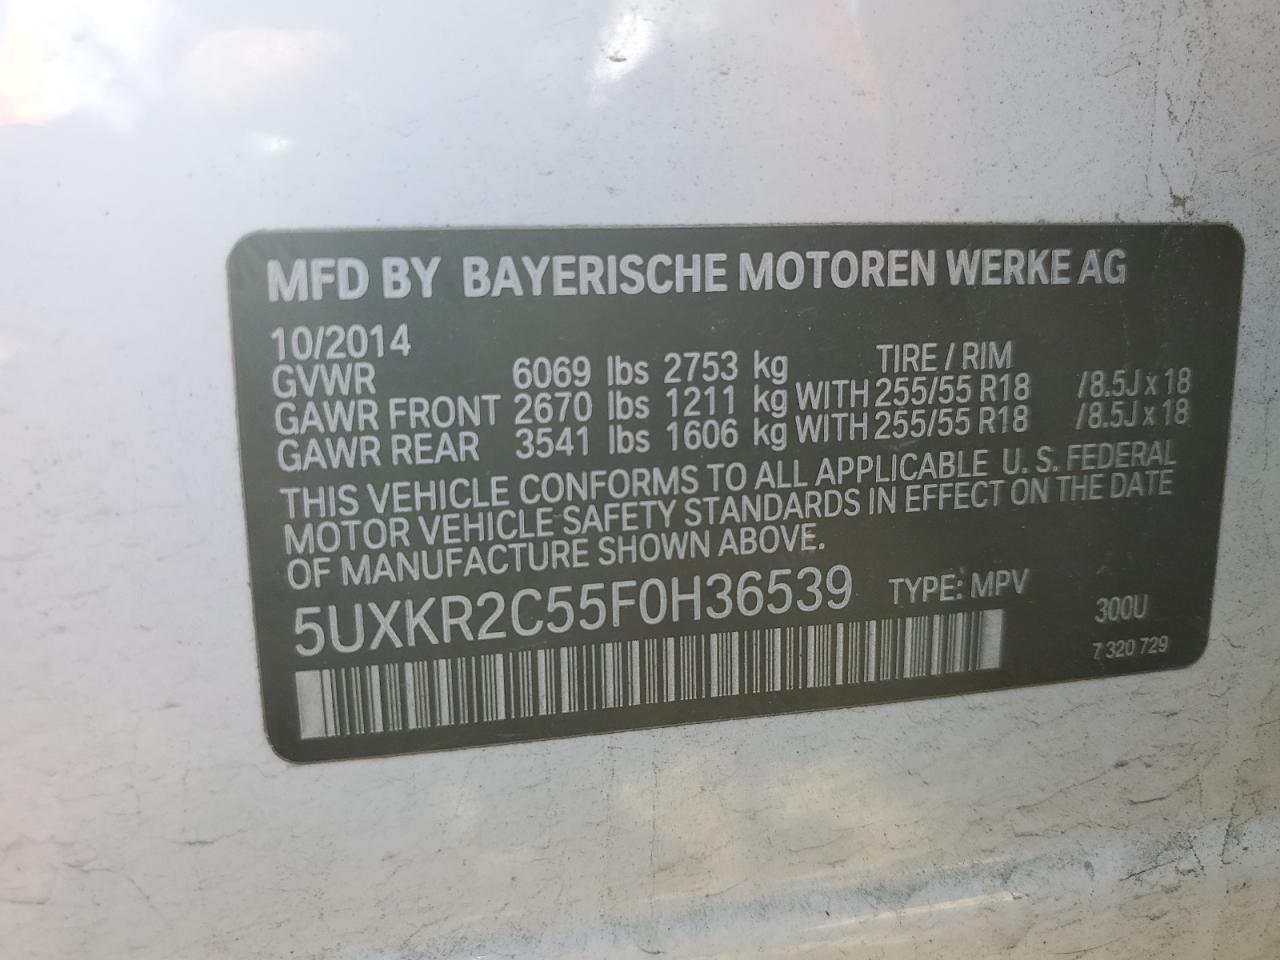 MFD BY BAYERISCHE MOTOREN WERKE AG
10/2014 TIRE / RIM
GVWR 6069 lbs 2753 kg
GAWR FRONT 2670 lbs 1211 kg WITH 255/55 R18 /8.5J x 18
GAWR REAR 3541 lbs 1606 kg WITH 255/55 R18 /8.5J x 18
THIS VEHICLE CONFORMS TO ALL APPLICABLE U. S. FEDERAL
MOTOR VEHICLE SAFETY STANDARDS IN EFFECT ON THE DATE
OF MANUFACTURE SHOWN ABOVE.
5UXKR2C55F0H36539 TYPE: MPV
300U
7 320 729